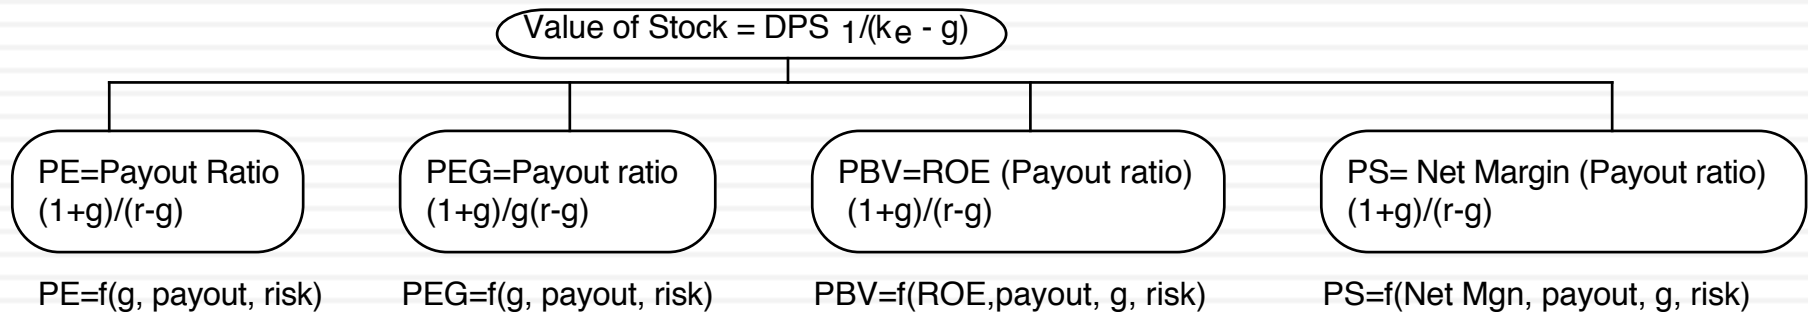 Value of Stock = DPS 1/(ke - g)
PE=Payout Ratio
(1+g)/(r-g)
PEG=Payout ratio
(1+g)/g(r-g)
PBV=ROE (Payout ratio)
(1+g)/(r-g)
PS= Net Margin (Payout ratio)
(1+g)/(r-g)
PE=f(g, payout, risk)
PEG=f(g, payout, risk)
PBV=f(ROE,payout, g, risk)
PS=f(Net Mgn, payout, g, risk)